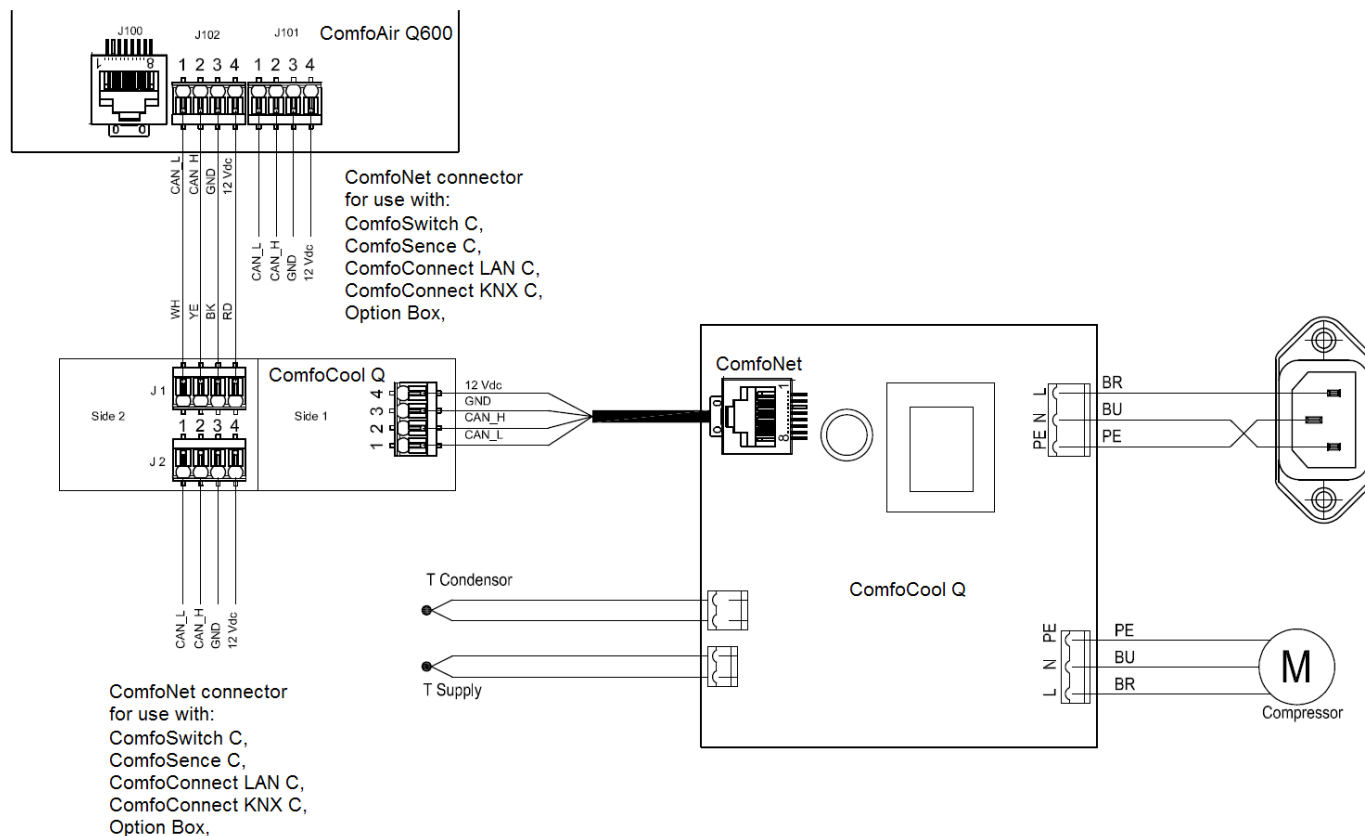 J100
J102
J101
ComfoAir Q600
1 8
1 2 3 4
1 2 3 4
CAN_L
CAN_H
GND
12 Vdc
CAN_L
CAN_H
GND
12 Vdc
ComfoNet connector
for use with:
ComfoSwitch C,
ComfoSence C,
ComfoConnect LAN C,
ComfoConnect KNX C,
Option Box,
WH
YE
BK
RD
J1
Side 2
ComfoCool Q
Side 1
1 2 3 4
J2
4
3
2
1
12 Vdc
GND
CAN_H
CAN_L
CAN_L
CAN_H
GND
12 Vdc
ComfoNet connector
for use with:
ComfoSwitch C,
ComfoSence C,
ComfoConnect LAN C,
ComfoConnect KNX C,
Option Box,
ComfoNet
1
8
L
N
PE
BR
BU
PE
T Condensor
T Supply
ComfoCool Q
PE
N
L
PE
BU
BR
M
Compressor